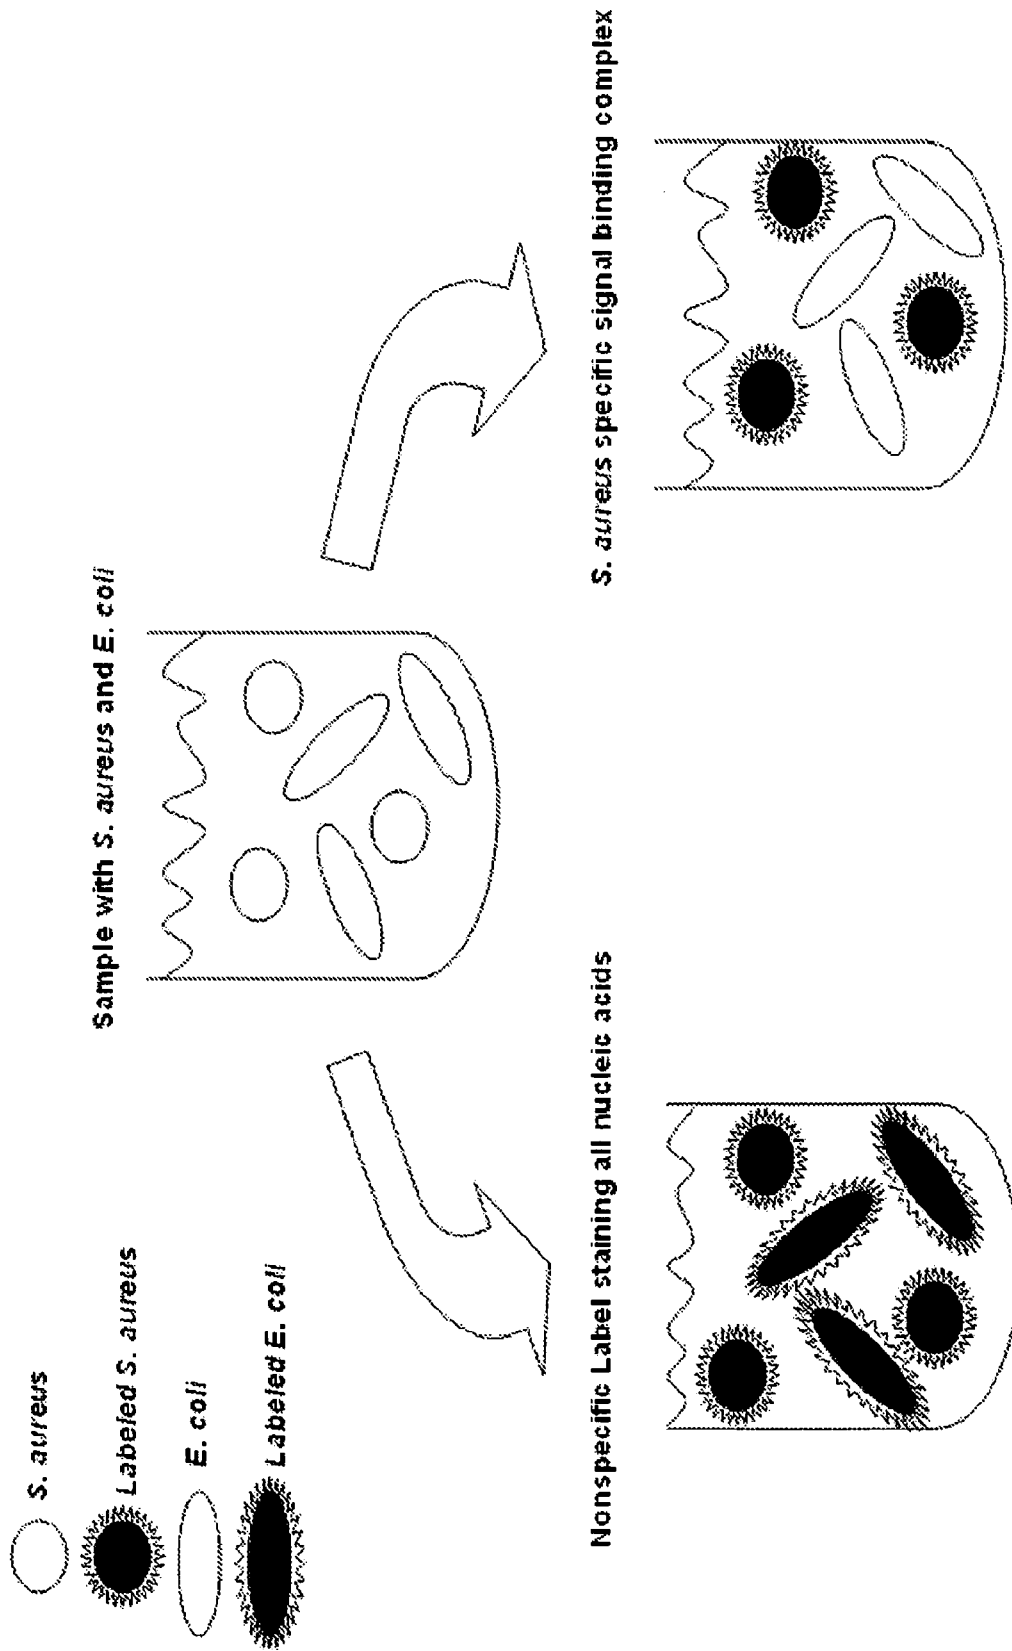 S. aureus
Labeled S. aureus
E. coli
Labeled E. coli
Sample with S. aureus and E. coli
Nonspecific Label staining all nucleic acids
S. aureus specific signal binding complex